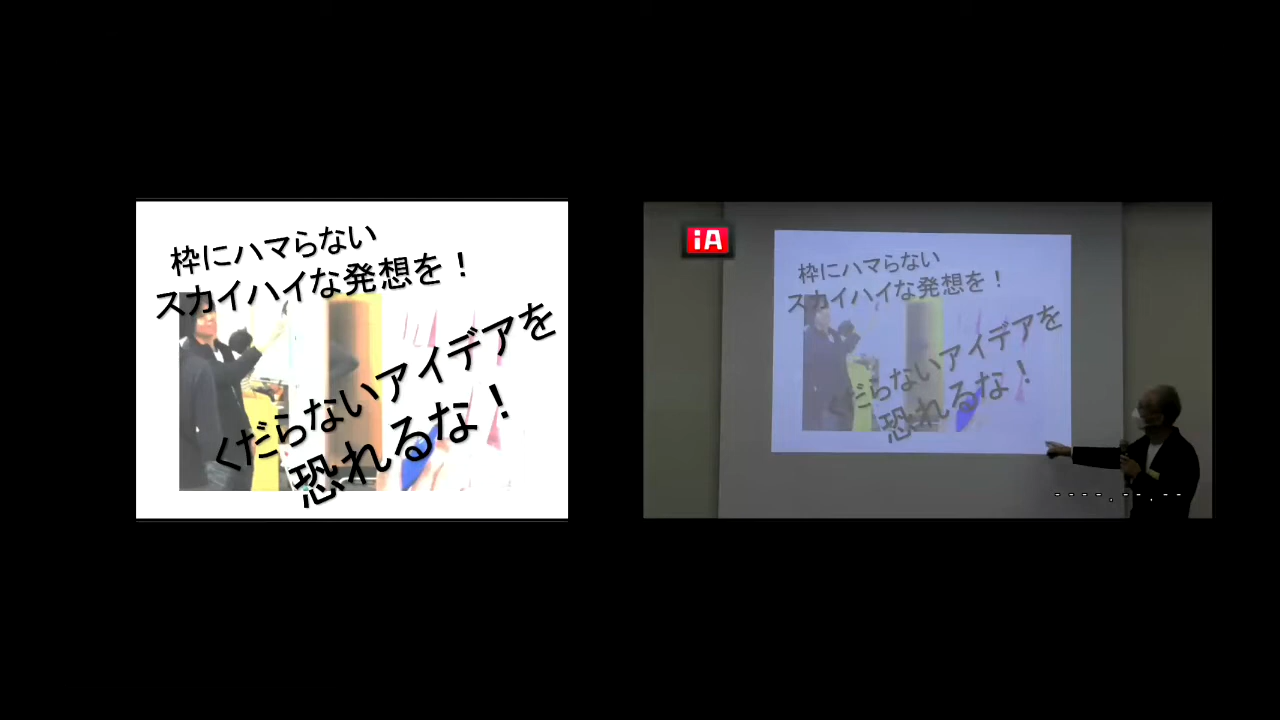 枠にハマらない
スカイハイな発想を！
くだらないアイデアを
恐れるな！
iA
枠にハマらない
スカイハイな発想を！
くだらないアイデアを
恐れるな！
----.--.--